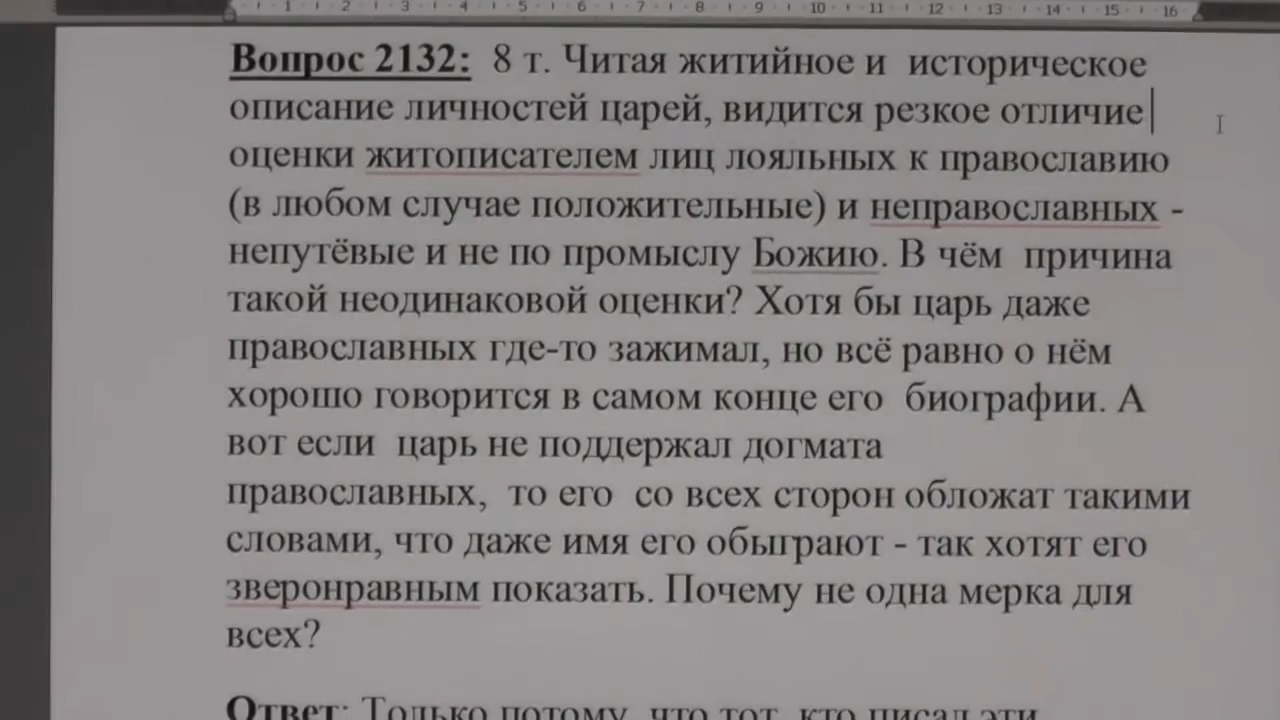 Вопрос 2132: 8 т. Читая житийное и историческое
описание личностей царей, видится резкое отличие
оценки житописателем лиц лояльных к православию
(в любом случае положительные) и неправославных -
непутёвые и не по промыслу Божию. В чём причина
такой неодинаковой оценки? Хотя бы царь даже
православных где-то зажимал, но всё равно о нём
хорошо говорится в самом конце его биографии. А
вот если царь не поддержал догмата
православных, то его со всех сторон обложат такими
словами, что даже имя его обыграют - так хотят его
зверонравным показать. Почему не одна мерка для
всех?
Ответ: Только потому, что тот, кто писал эти